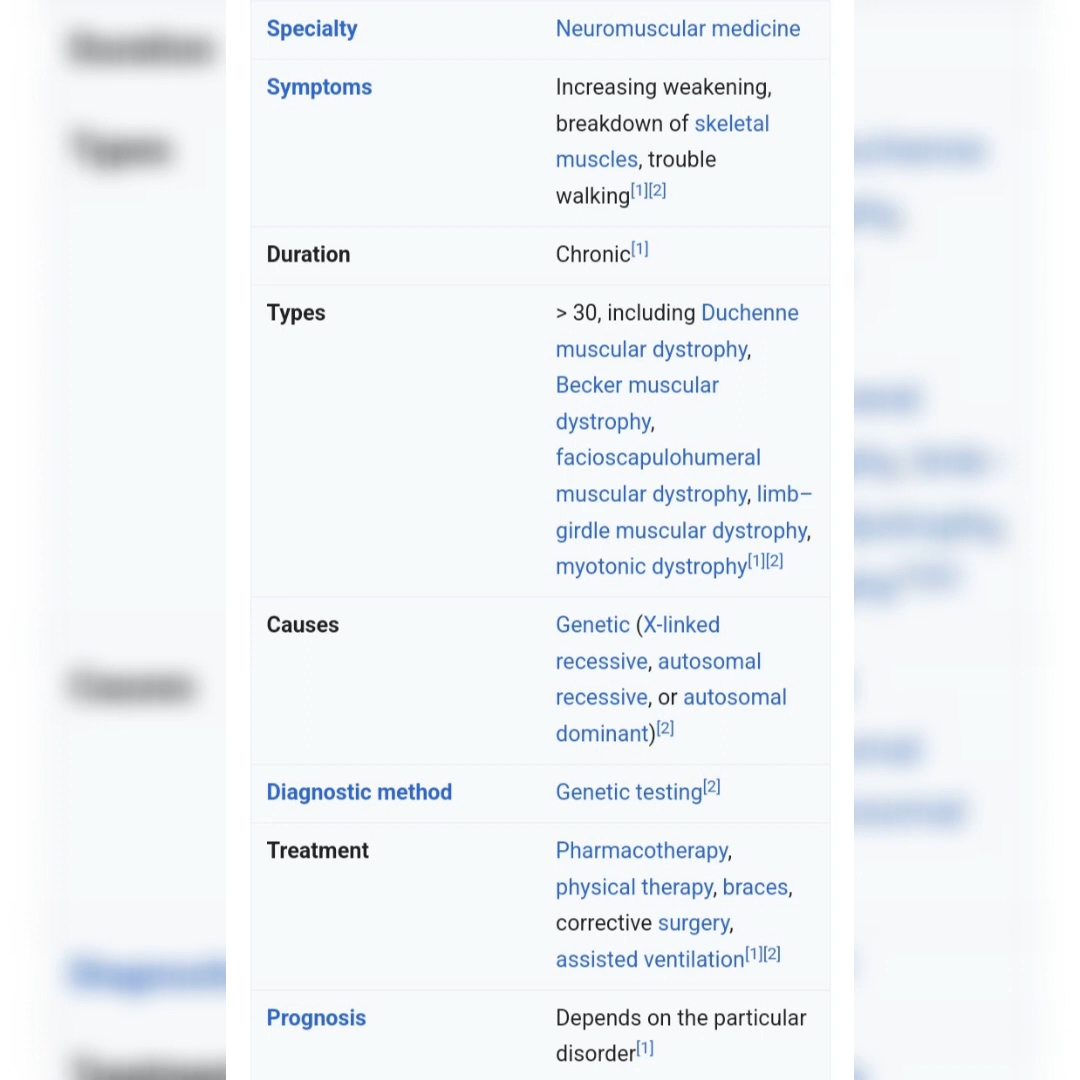 Specialty Neuromuscular medicine
Symptoms Increasing weakening,
breakdown of skeletal
muscles, trouble
walking[1][2]
Duration Chronic[1]
Types > 30, including Duchenne
muscular dystrophy,
Becker muscular
dystrophy,
facioscapulohumeral
muscular dystrophy, limb–
girdle muscular dystrophy,
myotonic dystrophy[1][2]
Causes Genetic (X-linked
recessive, autosomal
recessive, or autosomal
dominant)[2]
Diagnostic method Genetic testing[2]
Treatment Pharmacotherapy,
physical therapy, braces,
corrective surgery,
assisted ventilation[1][2]
Prognosis Depends on the particular
disorder[1]